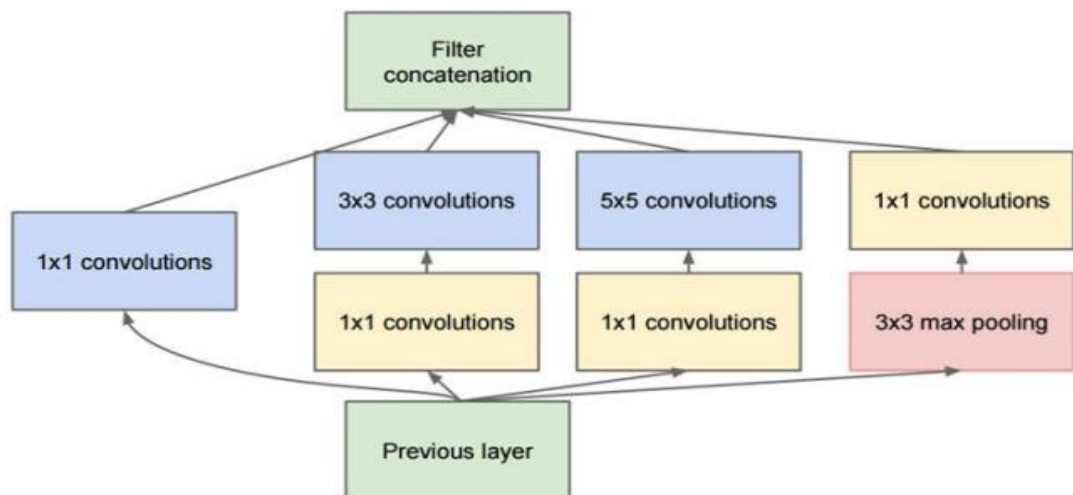 Filter
concatenation
3x3 convolutions
5x5 convolutions
1x1 convolutions
1x1 convolutions
1x1 convolutions
1x1 convolutions
3x3 max pooling
Previous layer